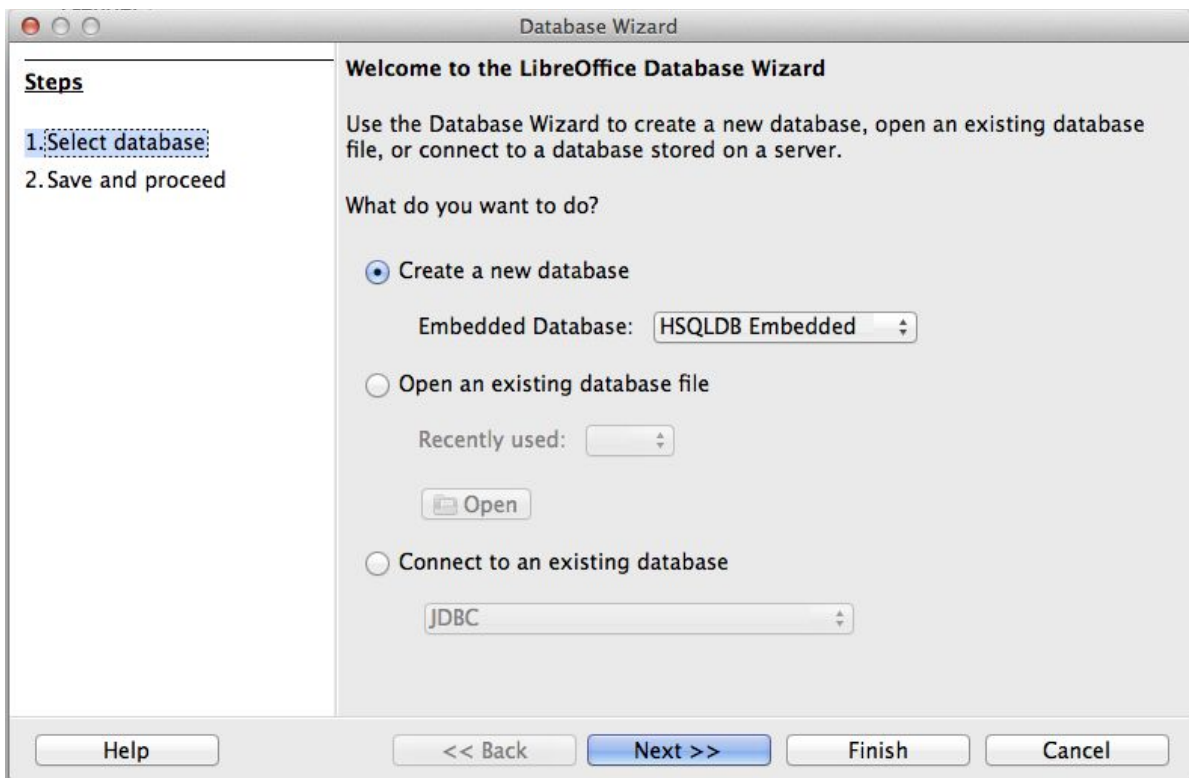 Database Wizard
Steps
1. Select database
2. Save and proceed
Welcome to the LibreOffice Database Wizard
Use the Database Wizard to create a new database, open an existing database
file, or connect to a database stored on a server.
What do you want to do?
Create a new database
Embedded Database: HSQLDB Embedded
Open an existing database file
Recently used:
Open
Connect to an existing database
JDBC
Help << Back Next >> Finish Cancel